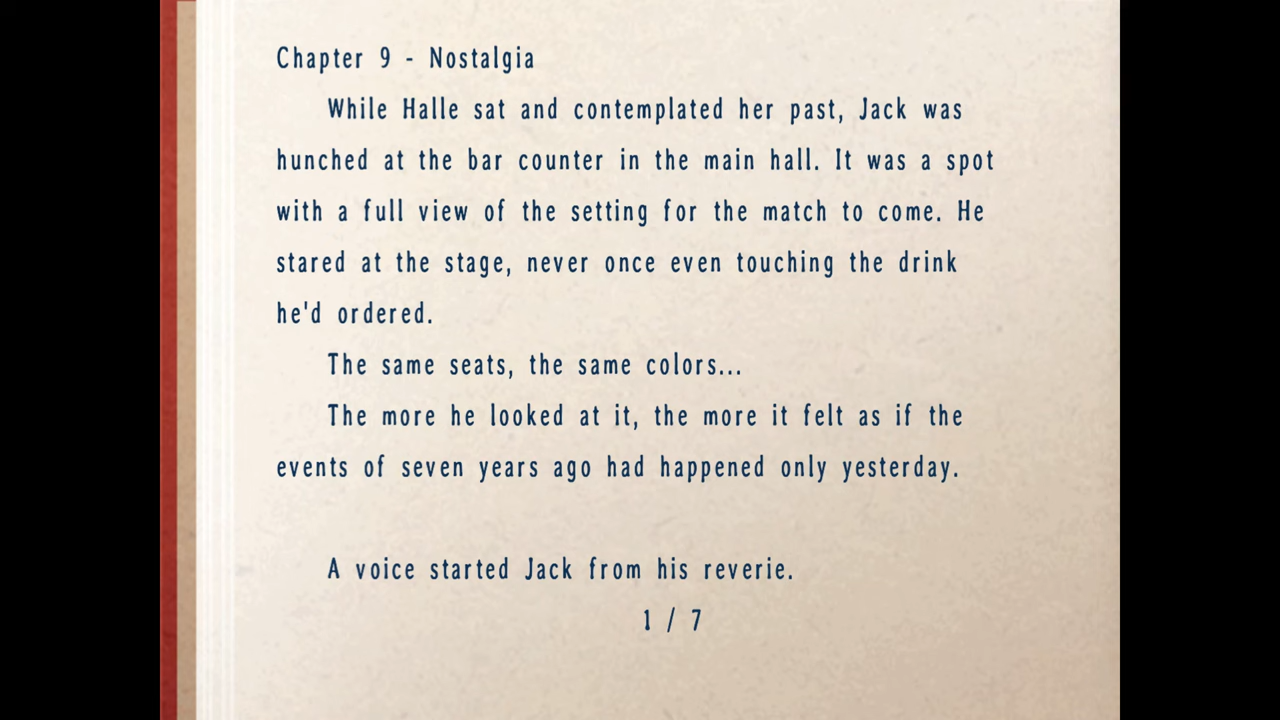 Chapter 9 - Nostalgia
While Halle sat and contemplated her past, Jack was
hunched at the bar counter in the main hall. It was a spot
with a full view of the setting for the match to come. He
stared at the stage, never once even touching the drink
he'd ordered.
The same seats, the same colors...
The more he looked at it, the more it felt as if the
events of seven years ago had happened only yesterday.
A voice started Jack from his reverie.
1 / 7